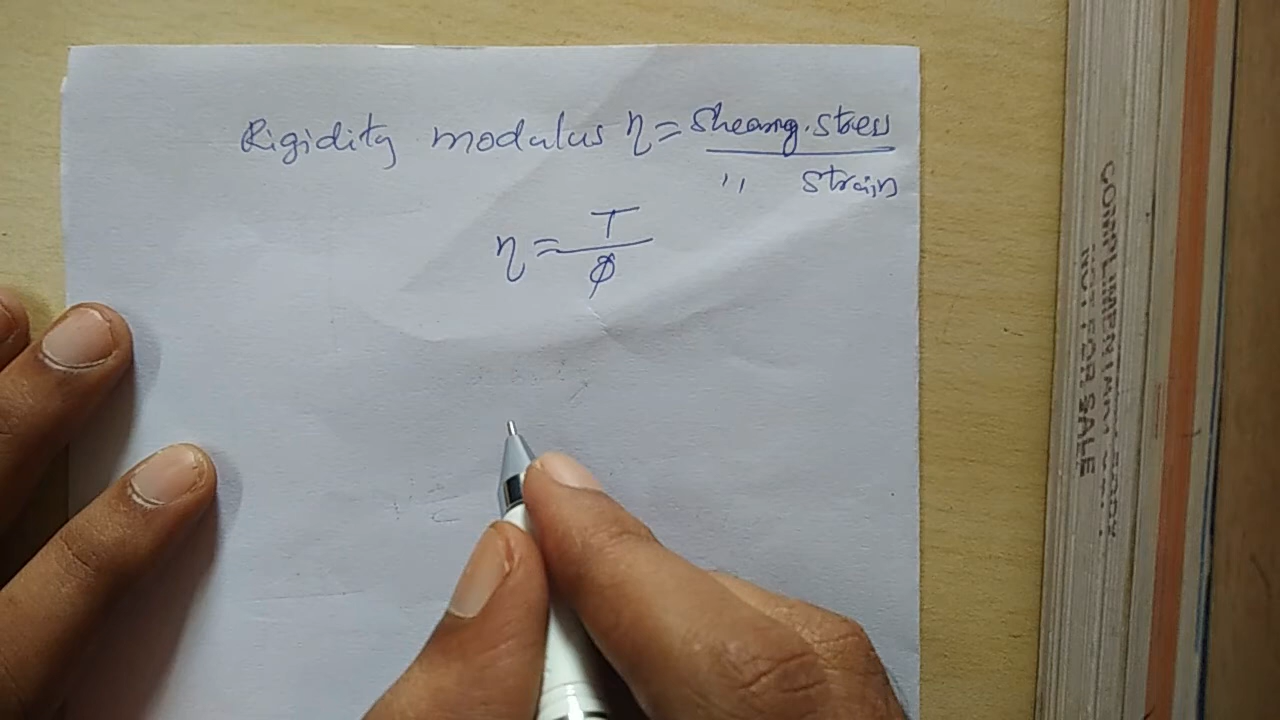 Rigidity modulus η = Shearing.stress
" strain
η = T
φ
COMPLIMENTARY COPY
NOT FOR SALE